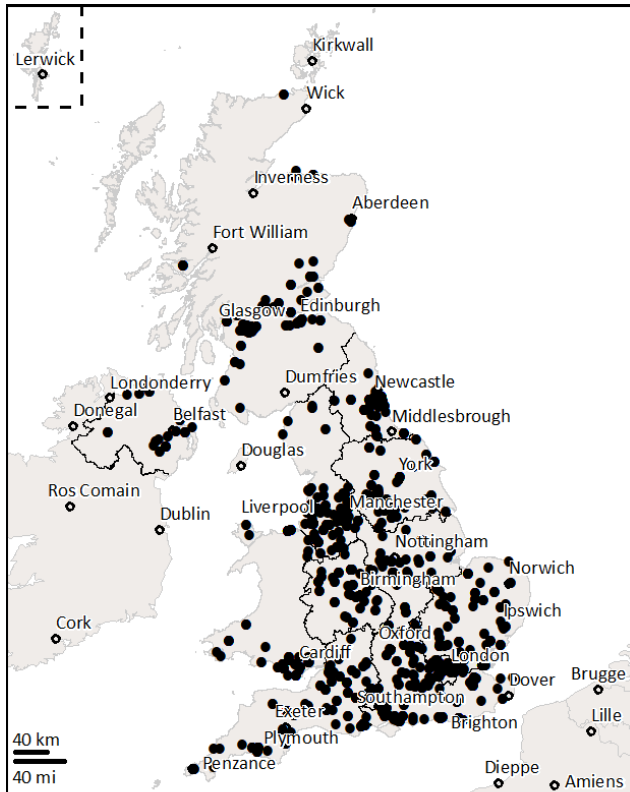 Kirkwall
Lerwick
Wick
Inverness
Aberdeen
Fort William
Glasgow
Edinburgh
Londonderry
Dumfries
Newcastle
Donegal
Belfast
Middlesbrough
Douglas
York
Ros Comain
Liverpool
Manchester
Dublin
Nottingham
Norwich
Birmingham
Ipswich
Cork
Oxford
Cardiff
London
Dover
Brugge
Southampton
Exeter
Brighton
Lille
Plymouth
40 km
Penzance
40 mi
Dieppe
Amiens